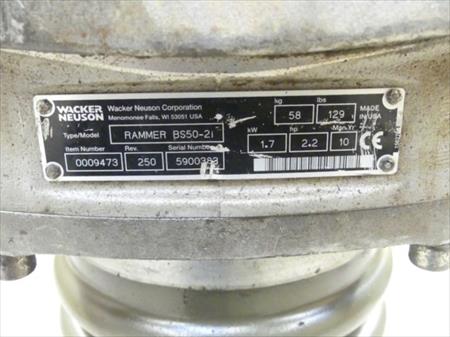 WACKER NEUSON
Wacker Neuson Corporation
Menomonee Falls, WI 53051 USA
kg lbs
58 129
MADE IN USA
Type/Model RAMMER BS50-2i
kW hp Man.Yr
1.7 2.2 10
CE
Item Number Rev. Serial Number
0009473 250 5900383